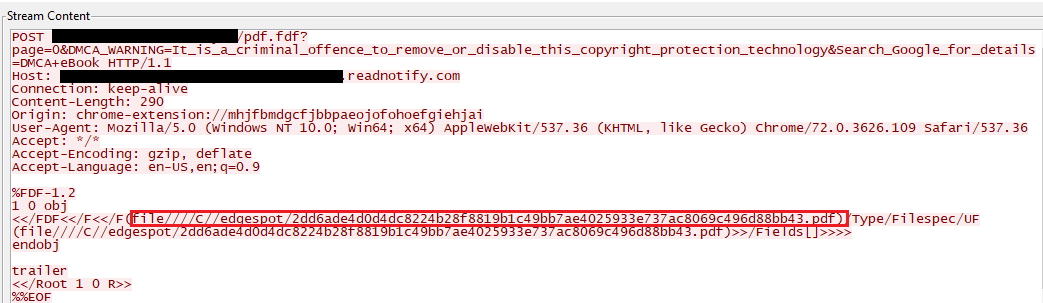 Stream Content
POST /pdf.fdf?
page=0&DMCA_WARNING=It_is_a_criminal_offence_to_remove_or_disable_this_copyright_protection_technology&Search_Google_for_details
=DMCA+eBook HTTP/1.1
Host: .readnotify.com
Connection: keep-alive
Content-Length: 290
Origin: chrome-extension://mhjfbmdgcfjbbpaeojofohoefgiehjai
User-Agent: Mozilla/5.0 (Windows NT 10.0; Win64; x64) AppleWebKit/537.36 (KHTML, like Gecko) Chrome/72.0.3626.109 Safari/537.36
Accept: */*
Accept-Encoding: gzip, deflate
Accept-Language: en-US,en;q=0.9

%FDF-1.2
1 0 obj
<</FDF<</F<</F(file////C//edgespot/2dd6ade4d0d4dc8224b28f8819b1c49bb7ae4025933e737ac8069c496d88bb43.pdf)/Type/Filespec/UF
(file////C//edgespot/2dd6ade4d0d4dc8224b28f8819b1c49bb7ae4025933e737ac8069c496d88bb43.pdf)>>/Fields[]>>>>
endobj

trailer
<</Root 1 0 R>>
%%EOF